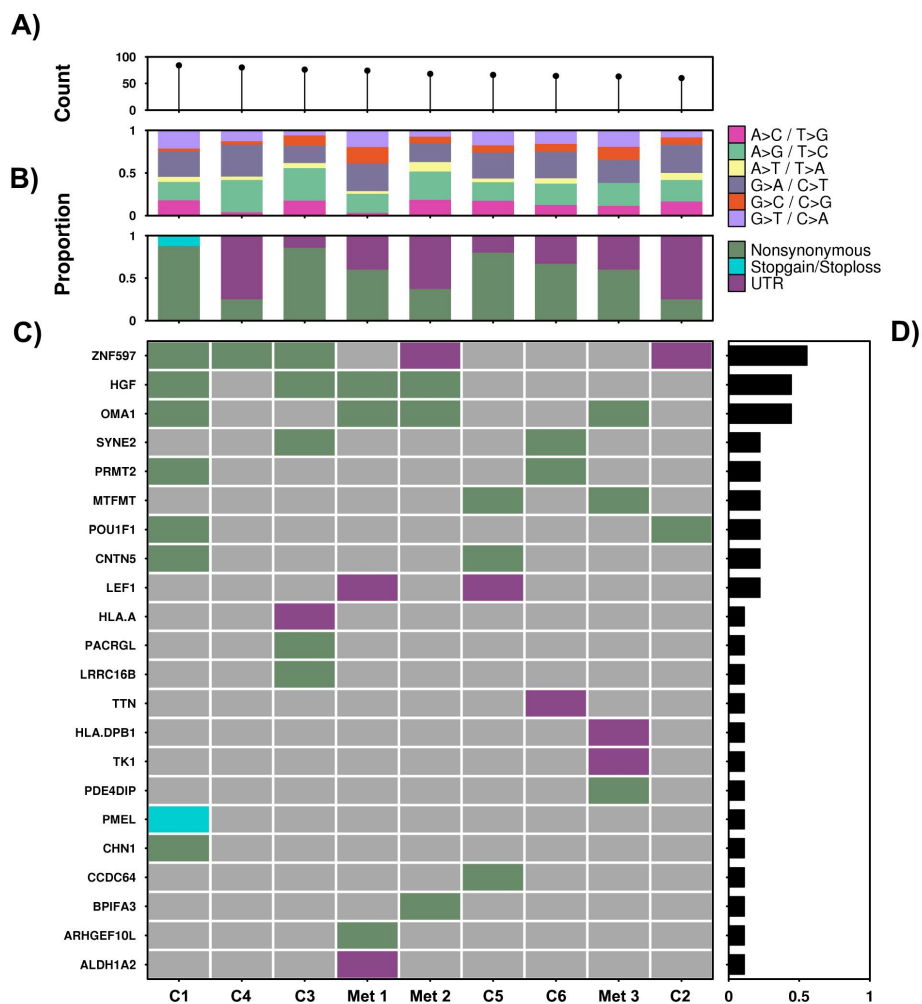 A)
Count
100
50
0
B)
Proportion
1
0.5
0
A>C / T>G
A>G / T>C
A>T / T>A
G>A / C>T
G>C / C>G
G>T / C>A
1
0.5
0
Nonsynonymous
Stopgain/Stoploss
UTR
C)
D)
ZNF597
HGF
OMA1
SYNE2
PRMT2
MTFMT
POU1F1
CNTN5
LEF1
HLA.A
PACRGL
LRRC16B
TTN
HLA.DPB1
TK1
PDE4DIP
PMEL
CHN1
CCDC64
BPIFA3
ARHGEF10L
ALDH1A2
C1 C4 C3 Met 1 Met 2 C5 C6 Met 3 C2
0 0.5 1